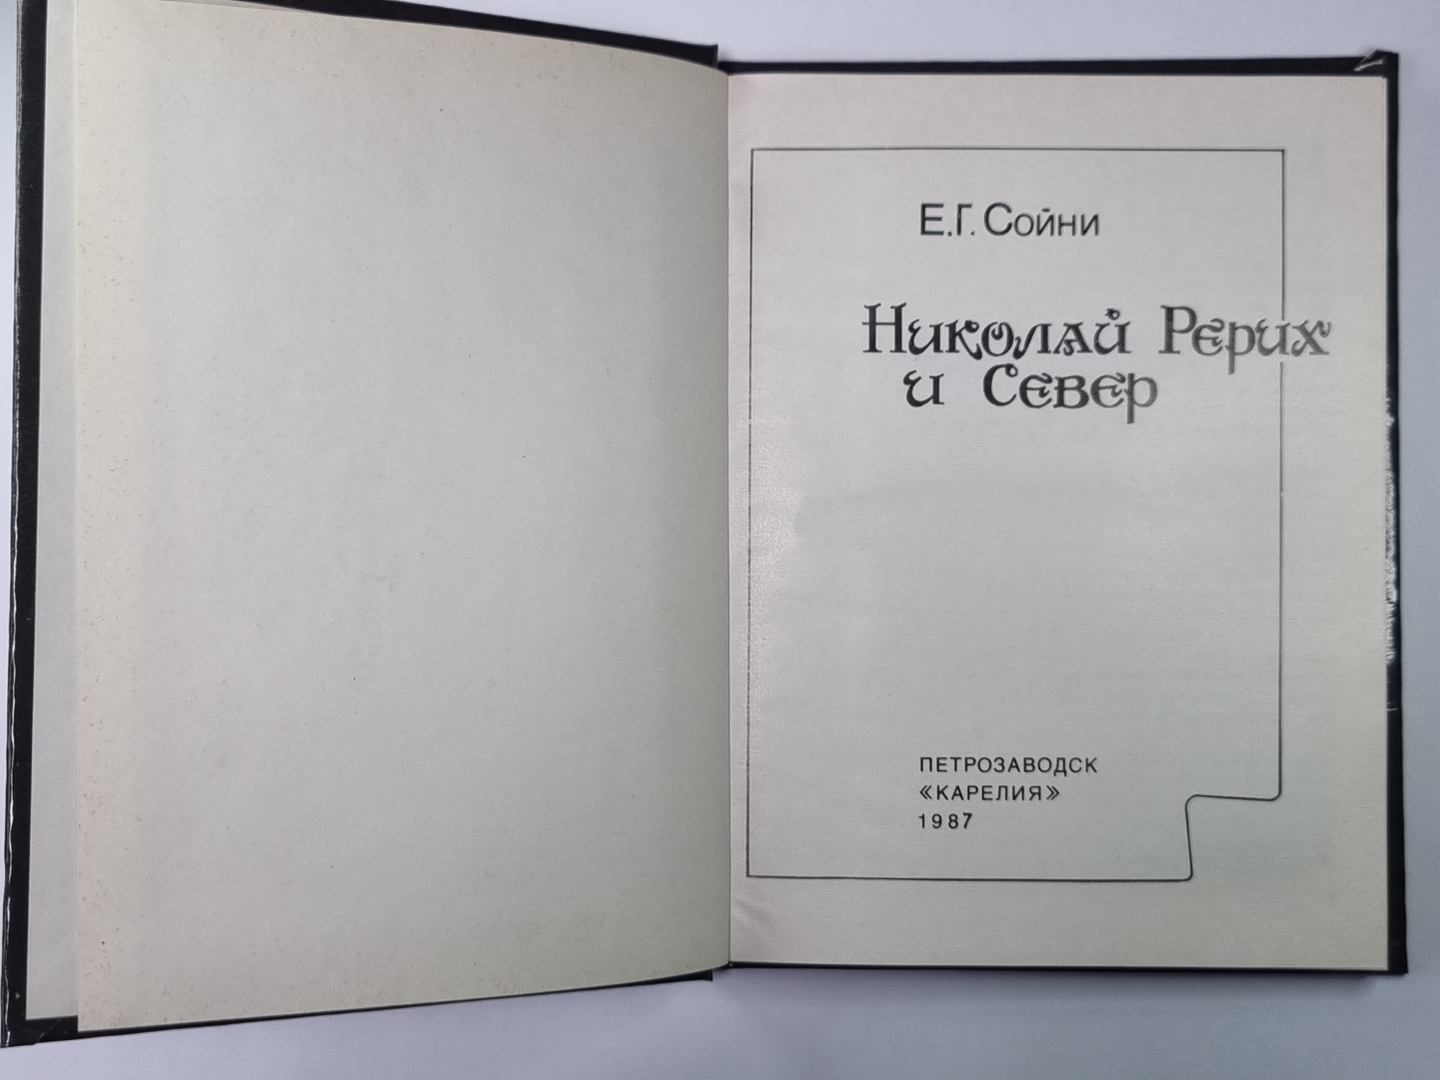 Е.Г. Сойни
Николай Рерих
и Север
ПЕТРОЗАВОДСК
«КАРЕЛИЯ»
1987